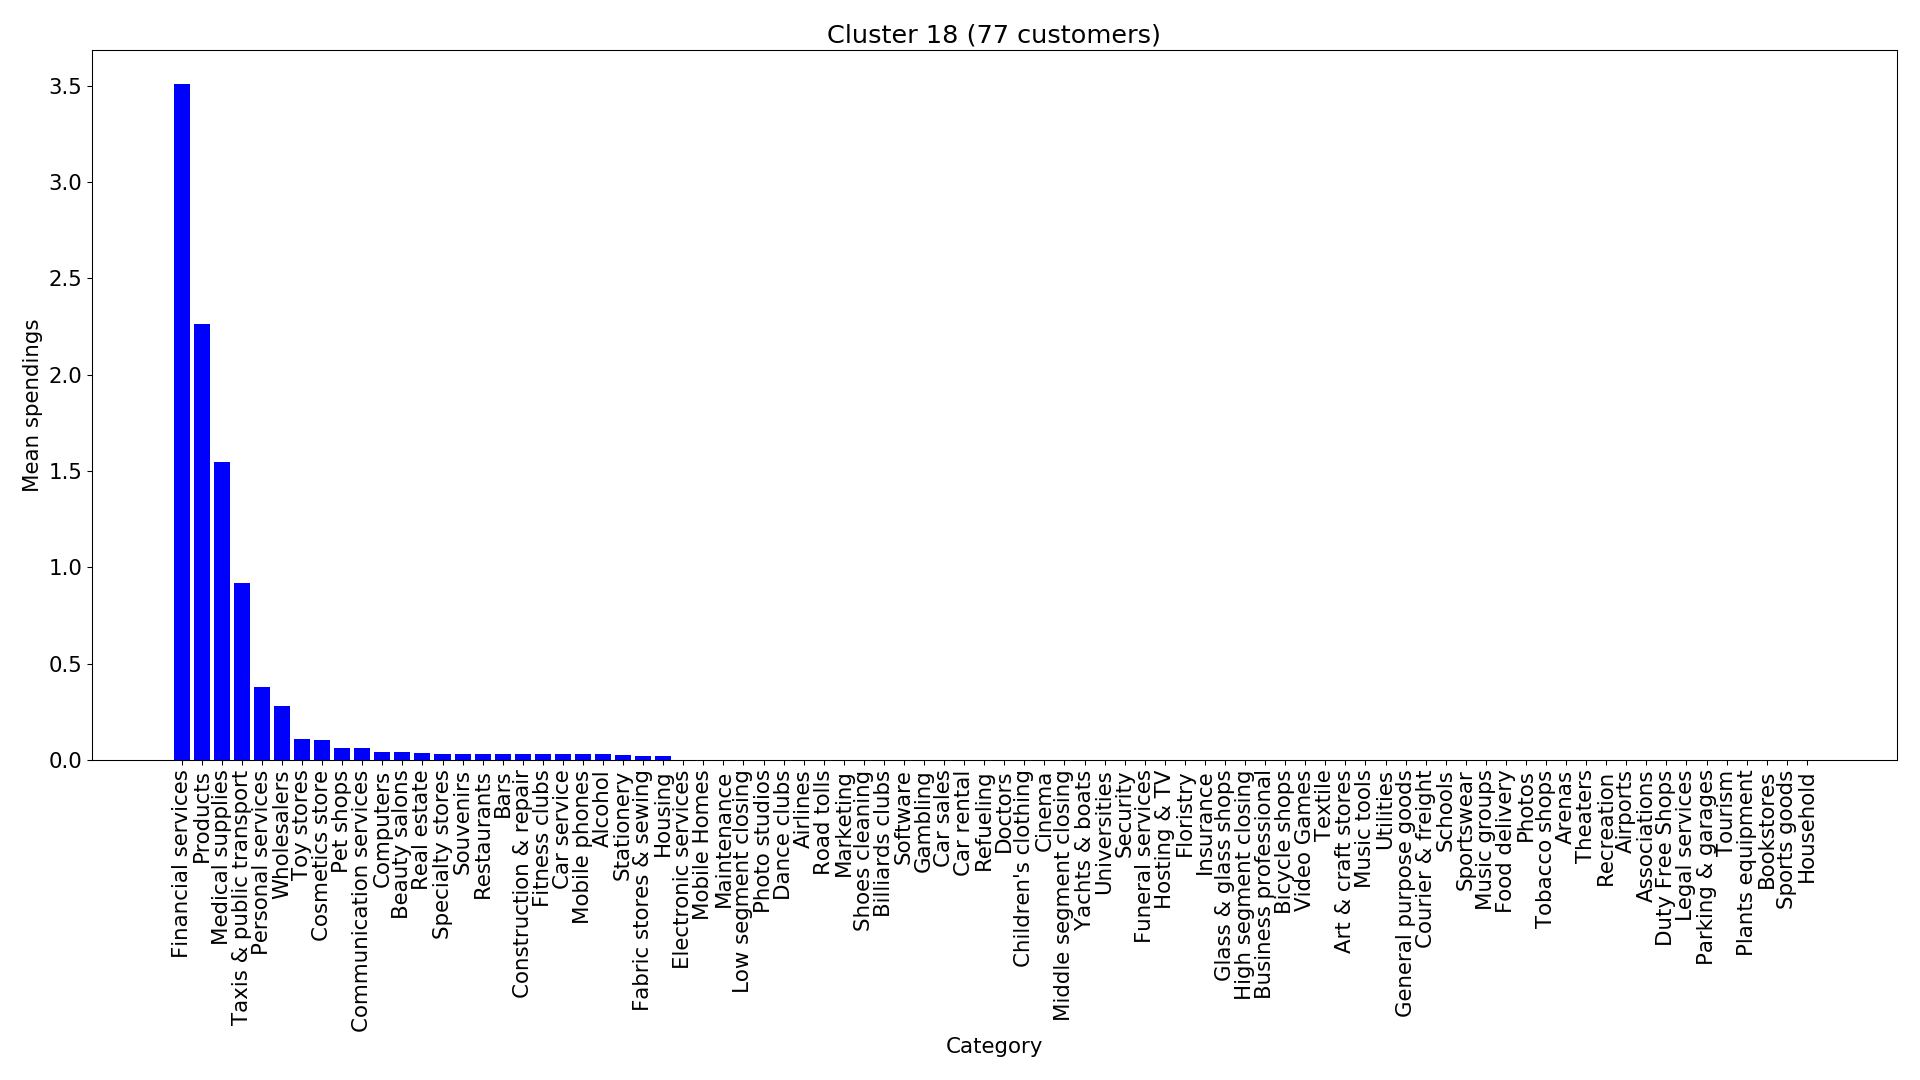 Cluster 18 (77 customers)
Mean spendings
3.5
3.0
2.5
2.0
1.5
1.0
0.5
0.0
Financial services
Products
Medical supplies
Taxis & public transport
Personal services
Wholesalers
Toy stores
Cosmetics store
Pet shops
Communication services
Computers
Beauty salons
Real estate
Specialty stores
Souvenirs
Restaurants
Bars
Construction & repair
Fitness clubs
Car service
Mobile phones
Alcohol
Stationery
Fabric stores & sewing
Housing
Electronic services
Mobile Homes
Maintenance
Low segment closing
Photo studios
Dance clubs
Airlines
Road tolls
Marketing
Shoes cleaning
Billiards clubs
Software
Gambling
Car sales
Car rental
Refueling
Doctors
Children's clothing
Cinema
Middle segment closing
Yachts & boats
Universities
Security
Funeral services
Hosting & TV
Floristry
Insurance
Glass & glass shops
High segment closing
Business professional
Bicycle shops
Video Games
Textile
Art & craft stores
Music tools
Utilities
General purpose goods
Courier & freight
Schools
Sportswear
Music groups
Food delivery
Photos
Tobacco shops
Arenas
Theaters
Recreation
Airports
Associations
Duty Free Shops
Legal services
Parking & garages
Tourism
Plants equipment
Bookstores
Sports goods
Household
Category